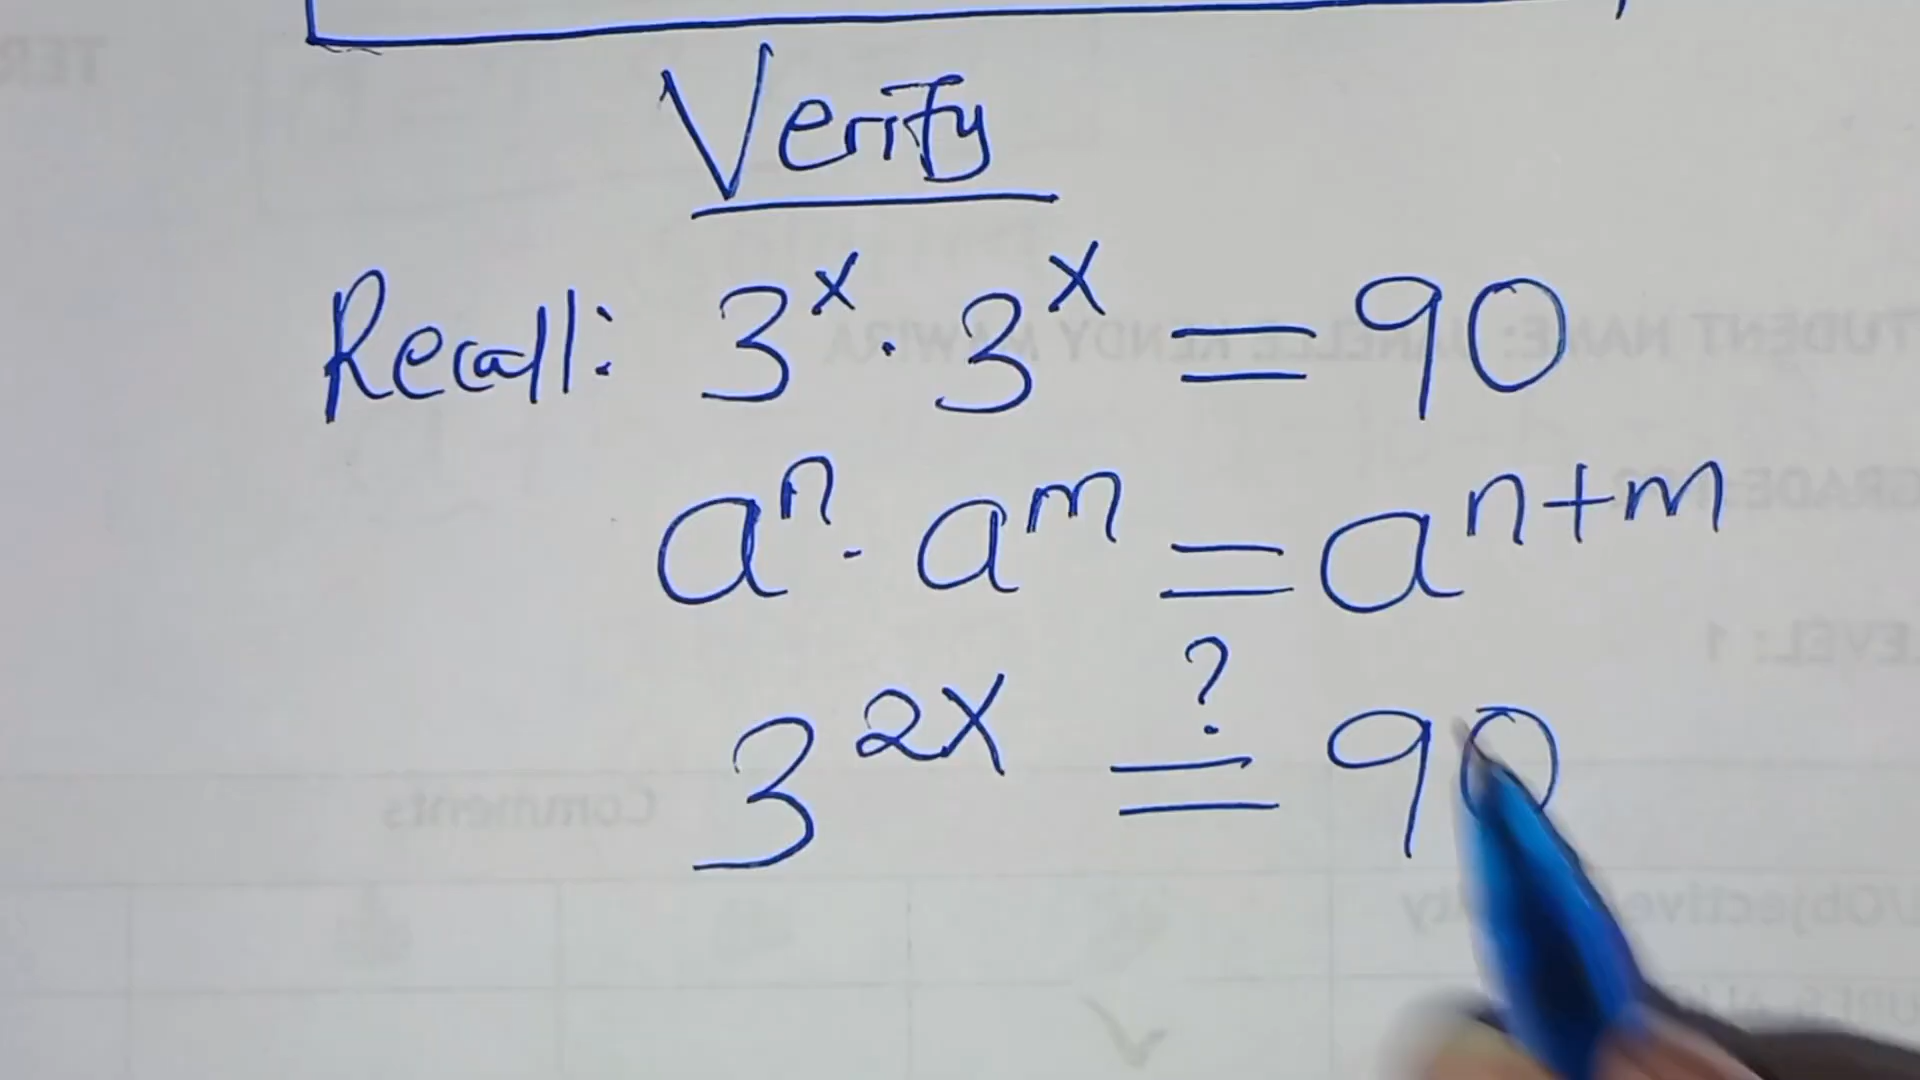 Verify
Recall: 3^x · 3^x = 90
a^n · a^m = a^{n+m}
?
3^{2x} = 90